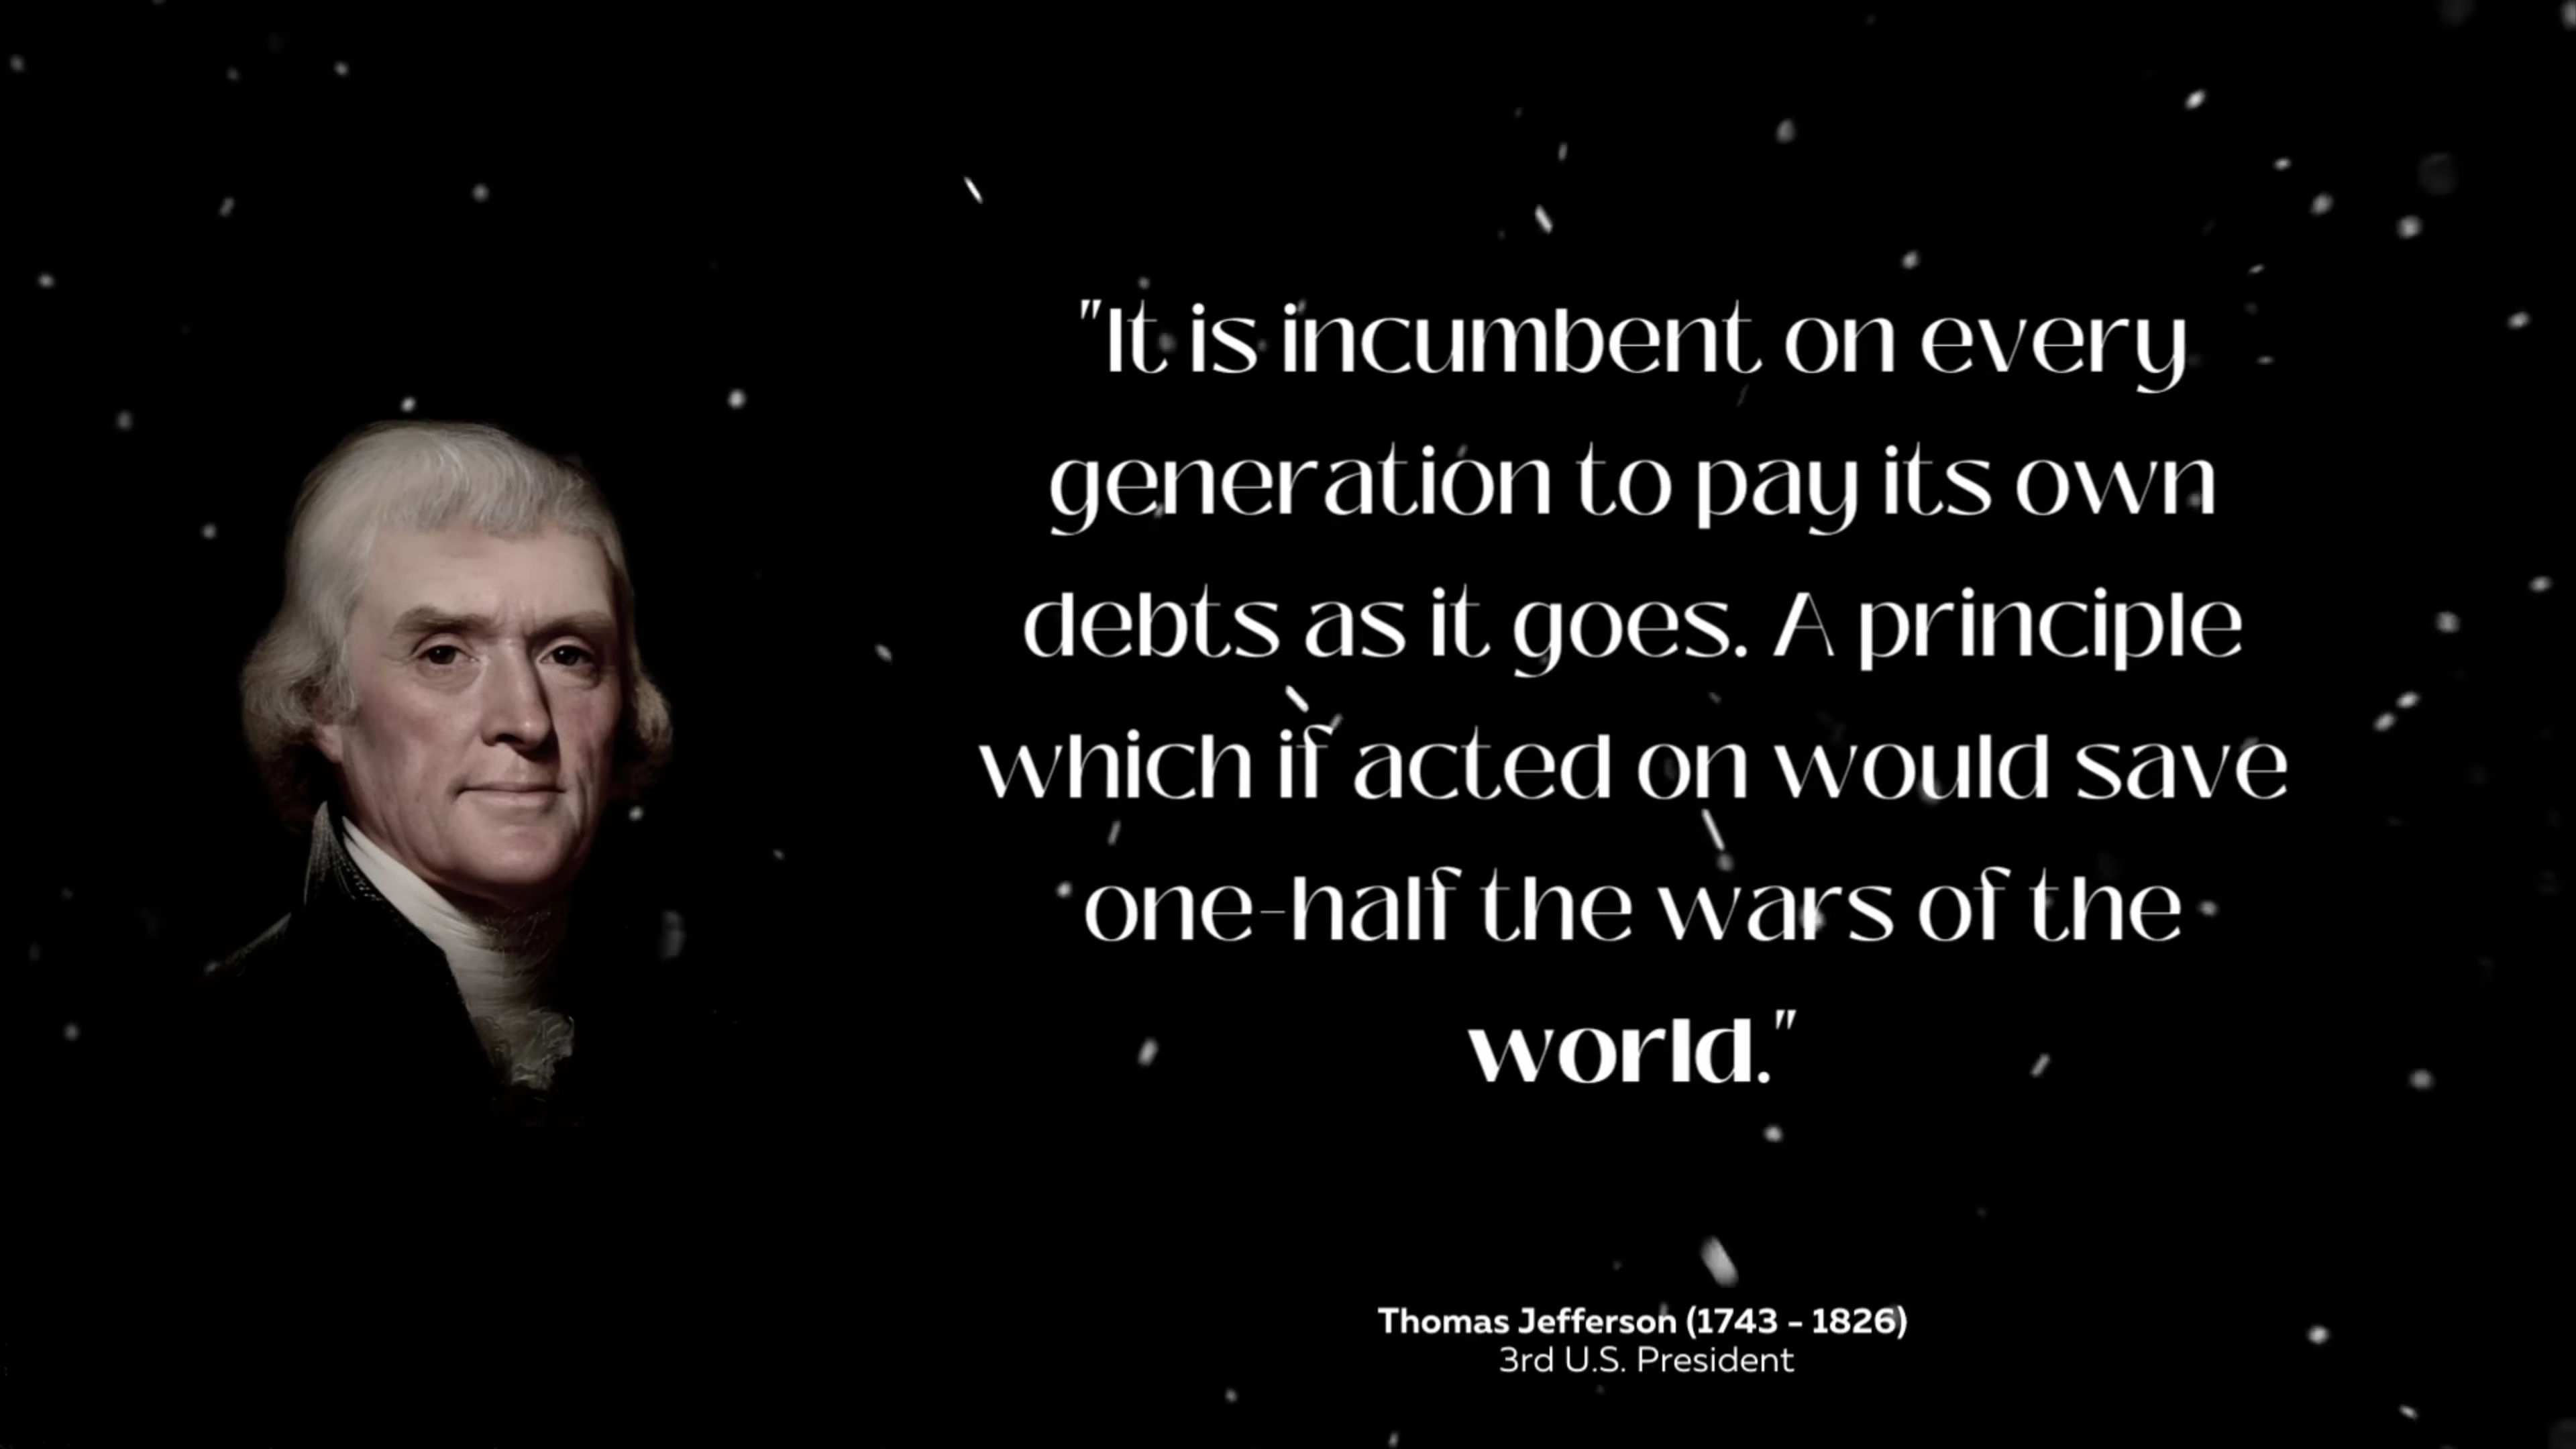 "It is incumbent on every
generation to pay its own
debts as it goes. A principle
which if acted on would save
one-half the wars of the
world."
Thomas Jefferson (1743 - 1826)
3rd U.S. President